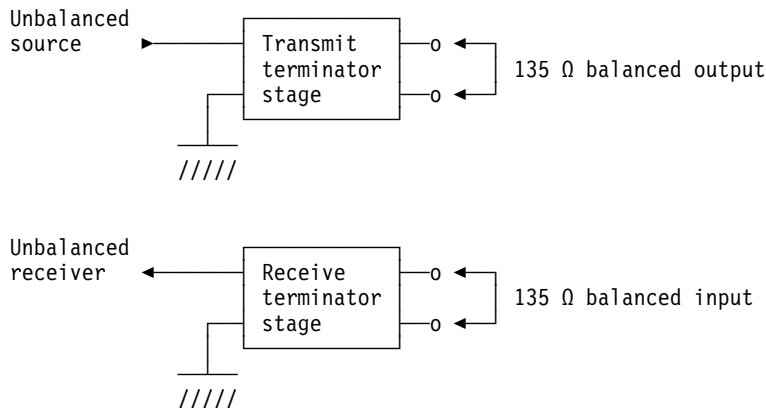 Unbalanced
source
Transmit
terminator
stage
o
o
135 Ω balanced output
/////
Unbalanced
receiver
Receive
terminator
stage
o
o
135 Ω balanced input
/////